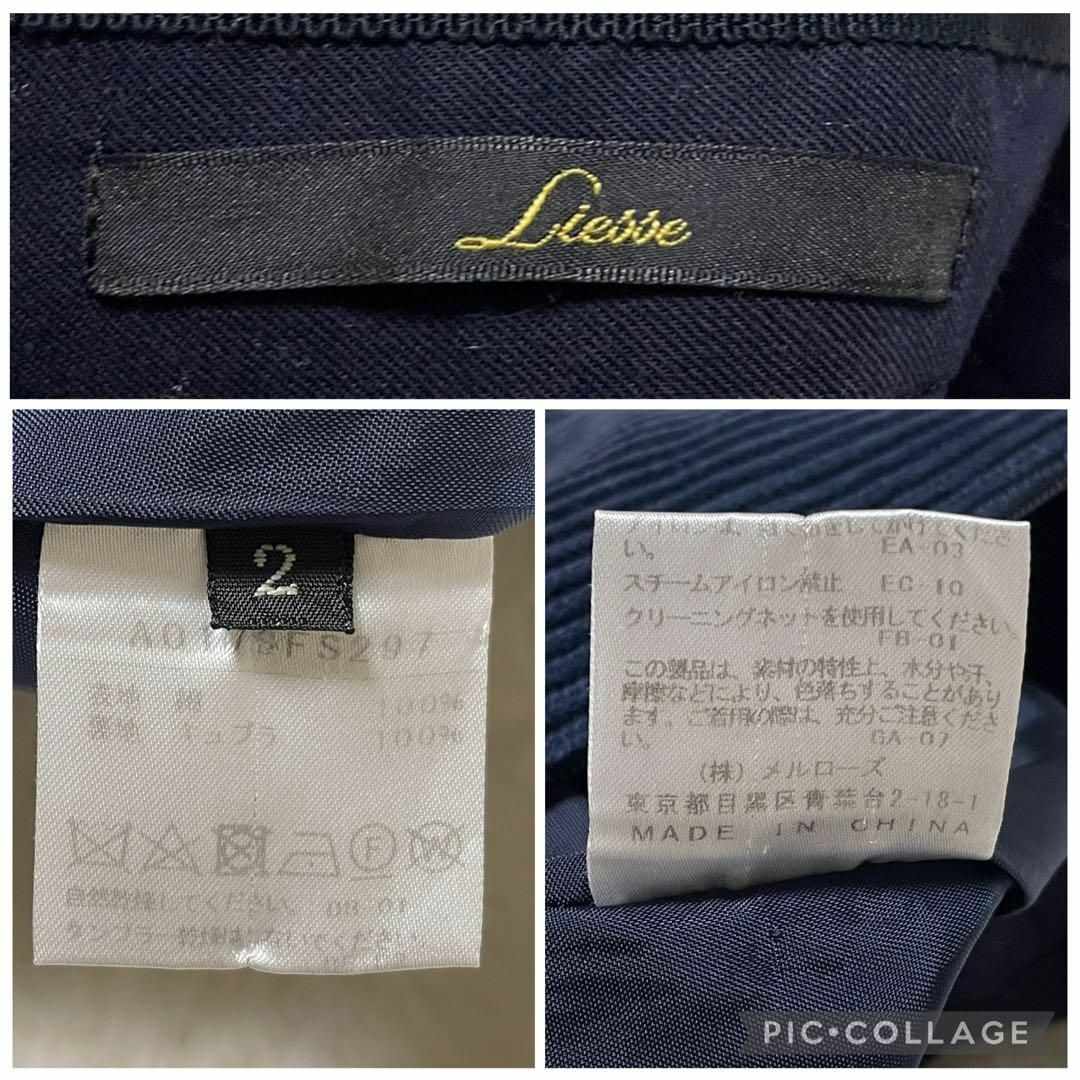 Liesse
2
表地 綿 100%
裏地 キュプラ 100%
F
W
自然乾燥してください。 DB-01
タンブラー乾燥はしないでください。
い。 EA-03
スチームアイロン禁止 EC-10
クリーニングネットを使用してください。
FB-01
この製品は、素材の特性上、水分や汗、
摩擦などにより、色落ちすることがあり
ます。ご着用の際は、充分ご注意くださ
い。 GA-07
(株) メルローズ
東京都目黒区青葉台2-18-1
MADE IN CHINA
PIC•COLLAGE